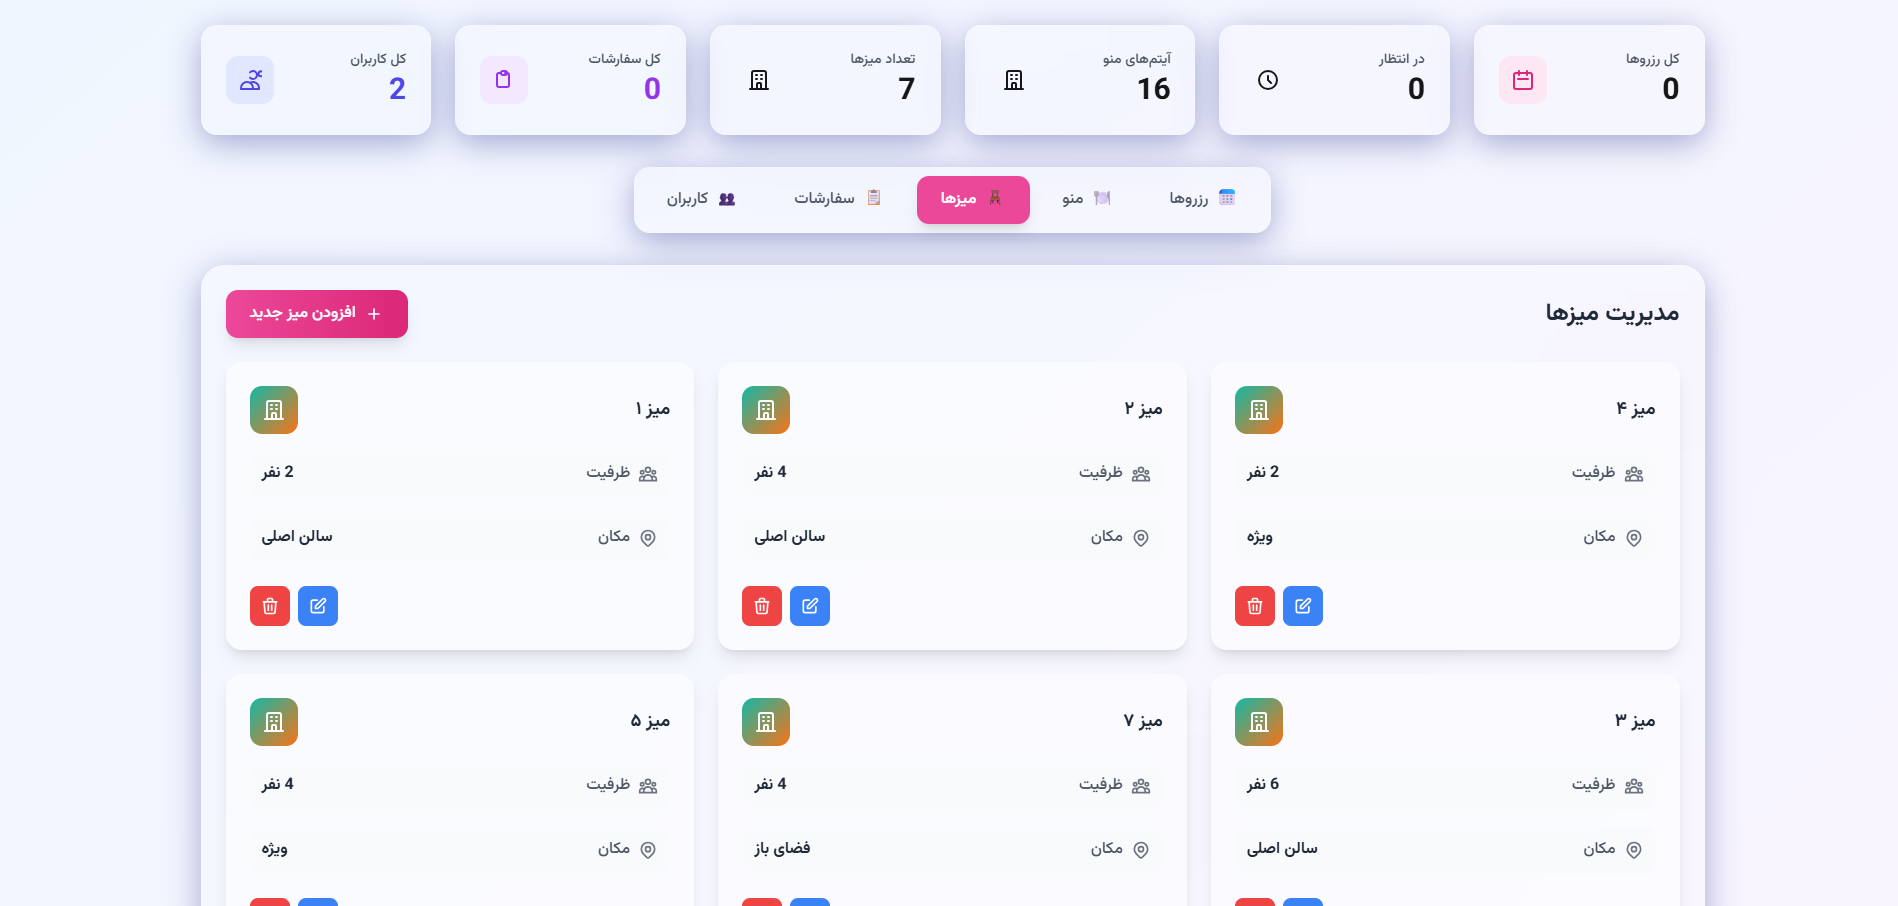 کل رزروها
0
در انتظار
0
آیتم‌های منو
16
تعداد میزها
7
کل سفارشات
0
کل کاربران
2
رزروها
منو
میزها
سفارشات
کاربران
مدیریت میزها
افزودن میز جدید
میز ۴
ظرفیت
2 نفر
مکان
ویژه
میز ۲
ظرفیت
4 نفر
مکان
سالن اصلی
میز ۱
ظرفیت
2 نفر
مکان
سالن اصلی
میز ۳
ظرفیت
6 نفر
مکان
سالن اصلی
میز ۷
ظرفیت
4 نفر
مکان
فضای باز
میز ۵
ظرفیت
4 نفر
مکان
ویژه